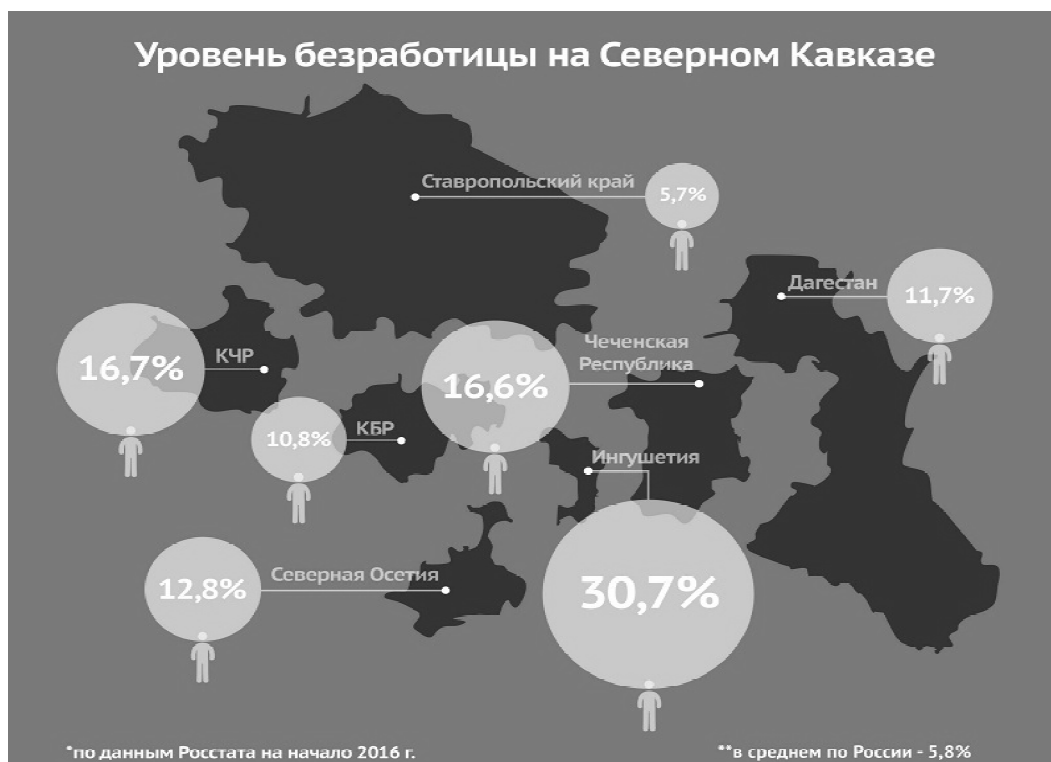 Уровень безработицы на Северном Кавказе
Ставропольский край
5,7%
Дагестан
11,7%
КЧР
16,7%
Чеченская
Республика
16,6%
КБР
10,8%
Ингушетия
30,7%
Северная Осетия
12,8%
*по данным Росстата на начало 2016 г.
**в среднем по России - 5,8%